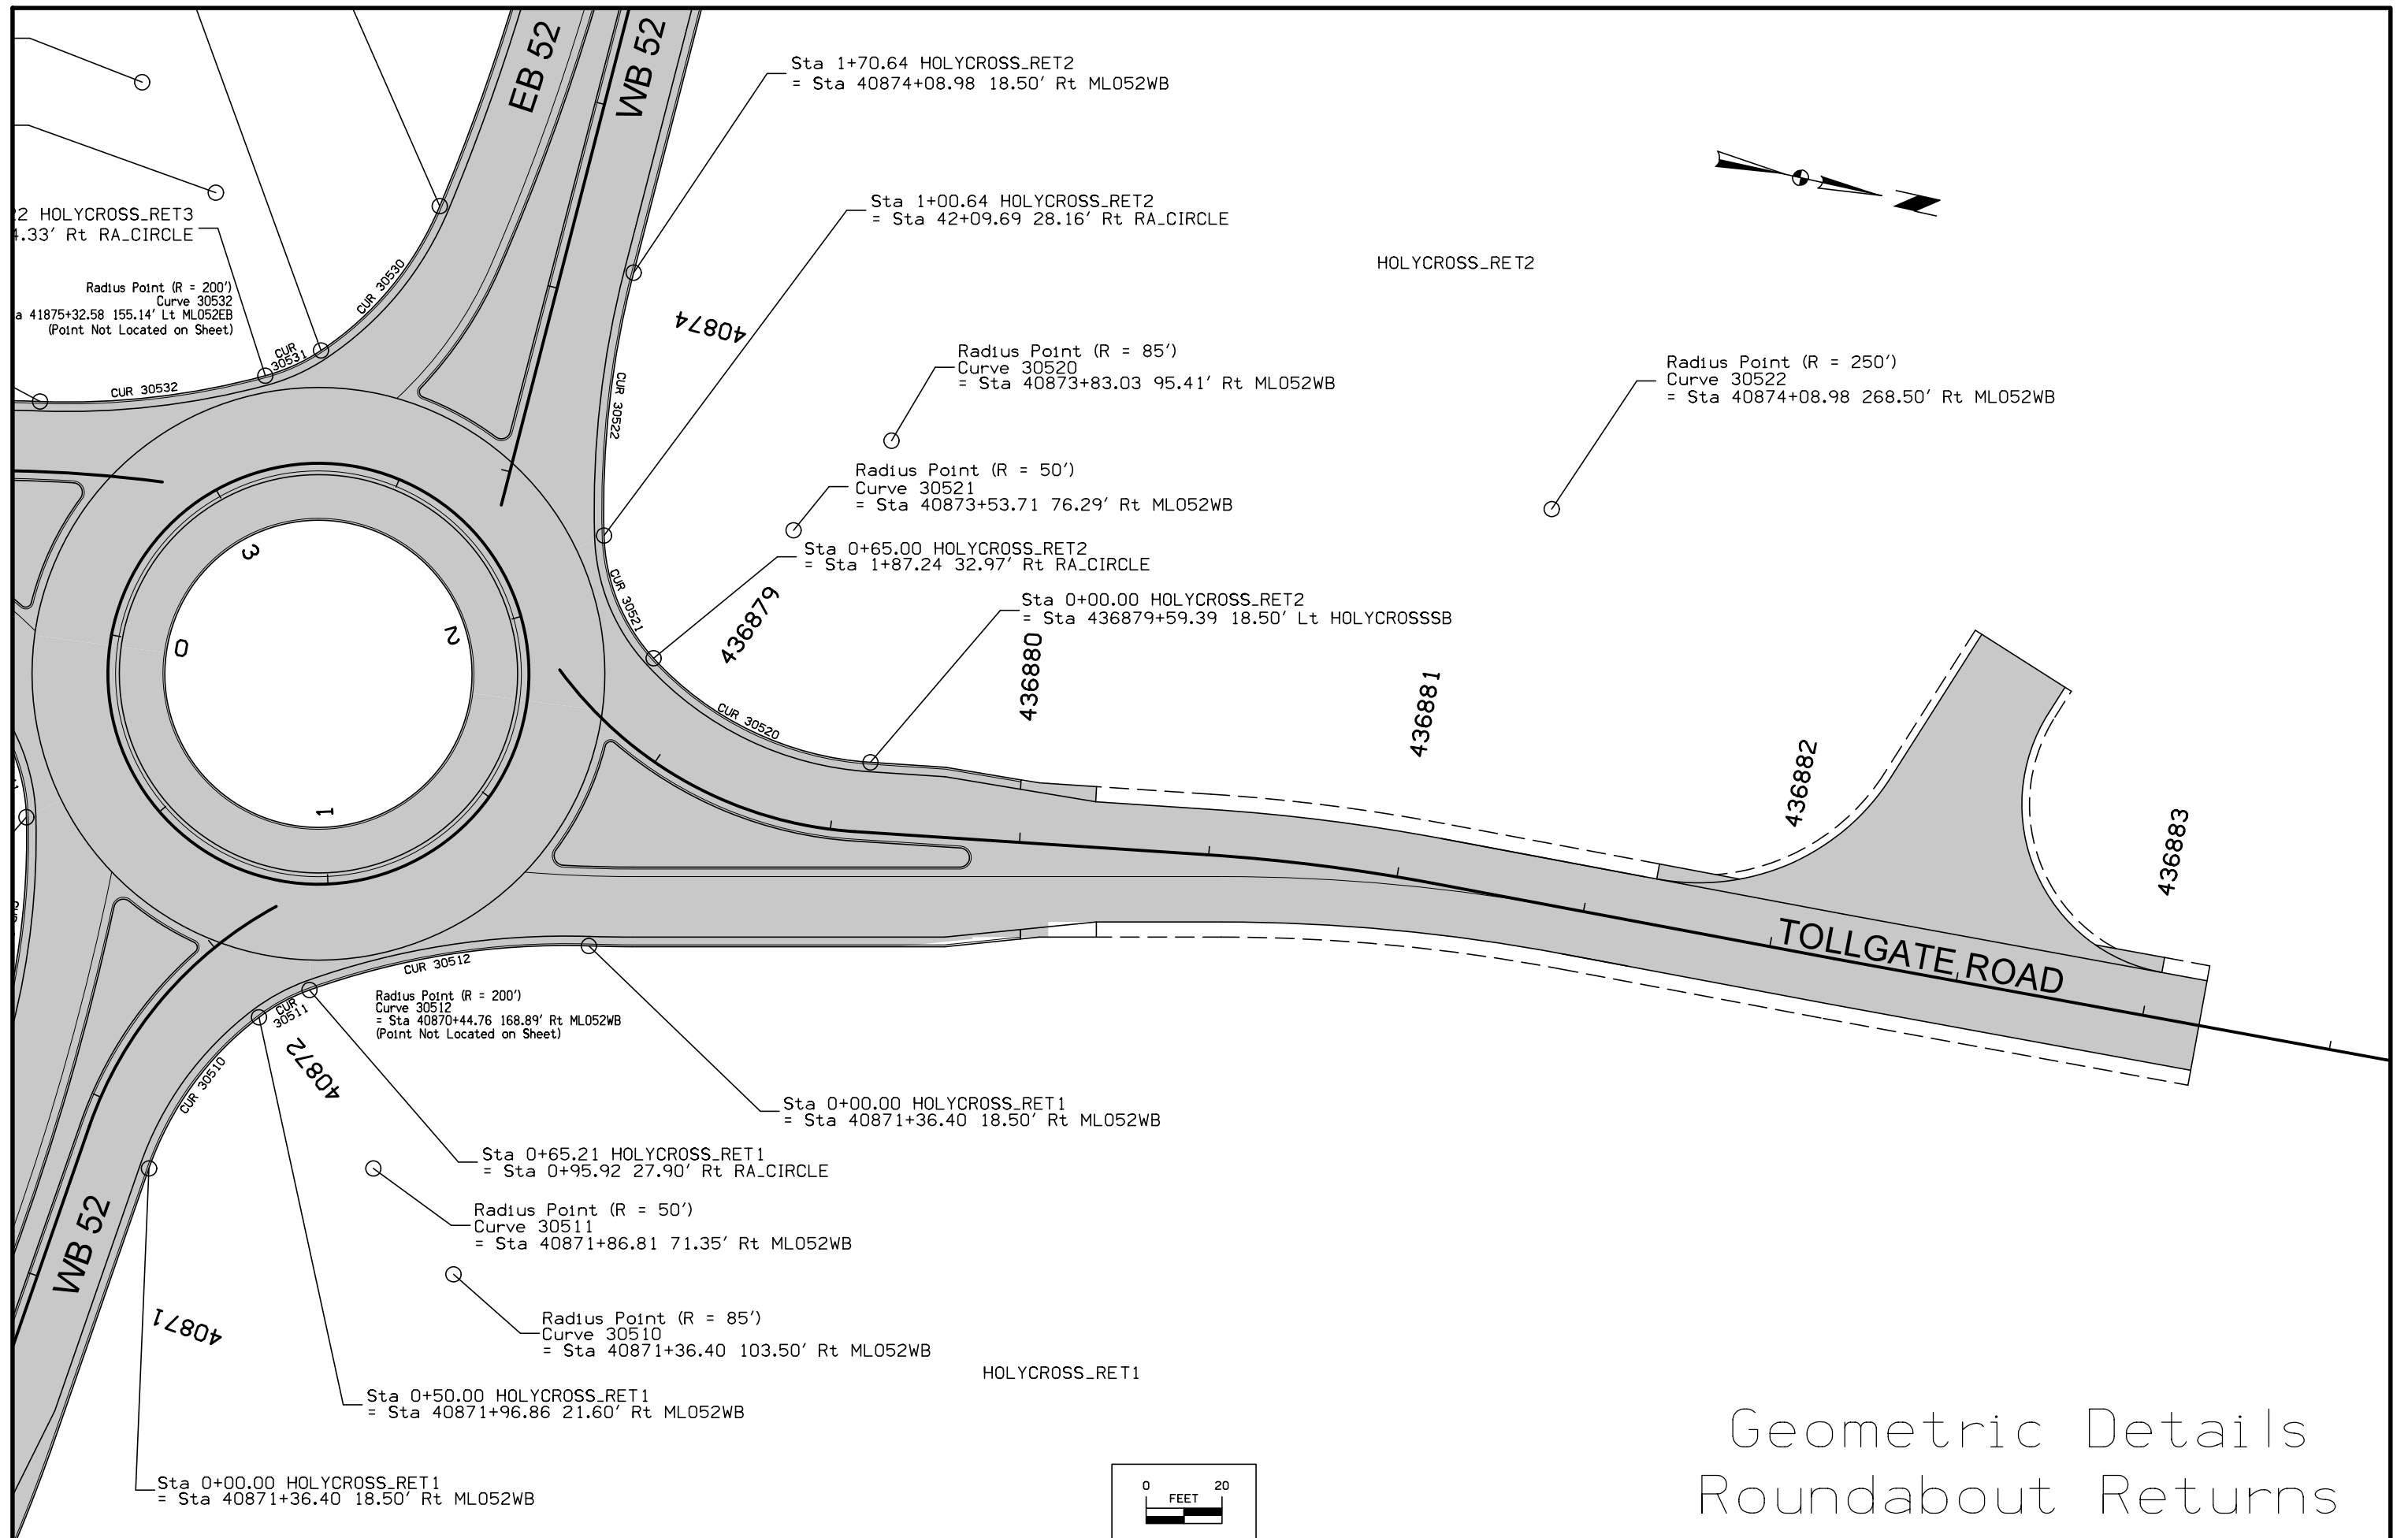 EB 52
WB 52
Sta 1+70.64 HOLYCROSS_RET2
= Sta 40874+08.98 18.50' Rt ML052WB
Sta 1+00.64 HOLYCROSS_RET2
= Sta 42+09.69 28.16' Rt RA_CIRCLE
HOLYCROSS_RET2
N
HOLYCROSS_RET3
Rt RA_CIRCLE
Radius Point (R = 200')
Curve 30532
41875+32.58 155.14' Lt ML052EB
(Point Not Located on Sheet)
CUR 30530
CUR
30531
CUR 30532
40874
CUR 30522
Radius Point (R = 85')
Curve 30520
= Sta 40873+83.03 95.41' Rt ML052WB
Radius Point (R = 250')
Curve 30522
= Sta 40874+08.98 268.50' Rt ML052WB
Radius Point (R = 50')
Curve 30521
= Sta 40873+53.71 76.29' Rt ML052WB
Sta 0+65.00 HOLYCROSS_RET2
= Sta 1+87.24 32.97' Rt RA_CIRCLE
Sta 0+00.00 HOLYCROSS_RET2
= Sta 436879+59.39 18.50' Lt HOLYCROSSSB
CUR 30521
CUR 30520
436879
436880
436881
436882
436883
3
2
0
1
TOLLGATE ROAD
CUR 30512
CUR
30511
CUR 30510
Radius Point (R = 200')
Curve 30512
= Sta 40870+44.76 168.89' Rt ML052WB
(Point Not Located on Sheet)
40872
Sta 0+00.00 HOLYCROSS_RET1
= Sta 40871+36.40 18.50' Rt ML052WB
Sta 0+65.21 HOLYCROSS_RET1
= Sta 0+95.92 27.90' Rt RA_CIRCLE
Radius Point (R = 50')
Curve 30511
= Sta 40871+86.81 71.35' Rt ML052WB
WB 52
40871
Radius Point (R = 85')
Curve 30510
= Sta 40871+36.40 103.50' Rt ML052WB
HOLYCROSS_RET1
Sta 0+50.00 HOLYCROSS_RET1
= Sta 40871+96.86 21.60' Rt ML052WB
Sta 0+00.00 HOLYCROSS_RET1
= Sta 40871+36.40 18.50' Rt ML052WB
0 20
FEET
Geometric Details
Roundabout Returns